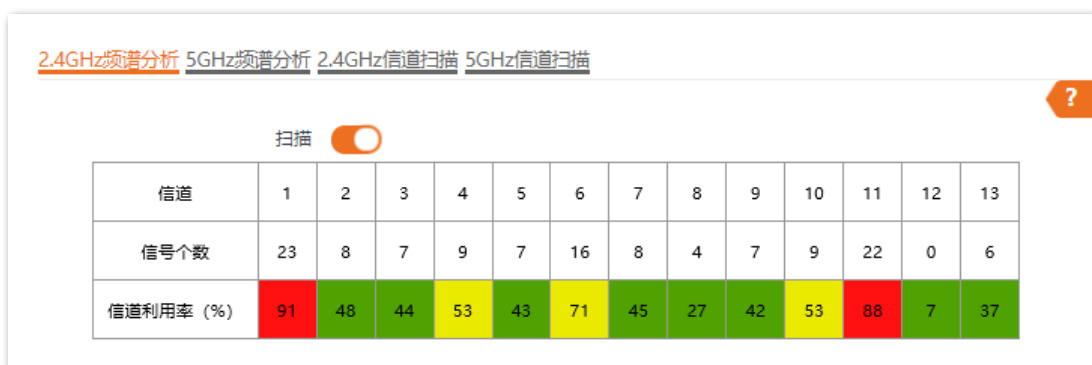 2.4GHz频谱分析 5GHz频谱分析 2.4GHz信道扫描 5GHz信道扫描
?
扫描
信道 1 2 3 4 5 6 7 8 9 10 11 12 13
信号个数 23 8 7 9 7 16 8 4 7 9 22 0 6
信道利用率（%） 91 48 44 53 43 71 45 27 42 53 88 7 37